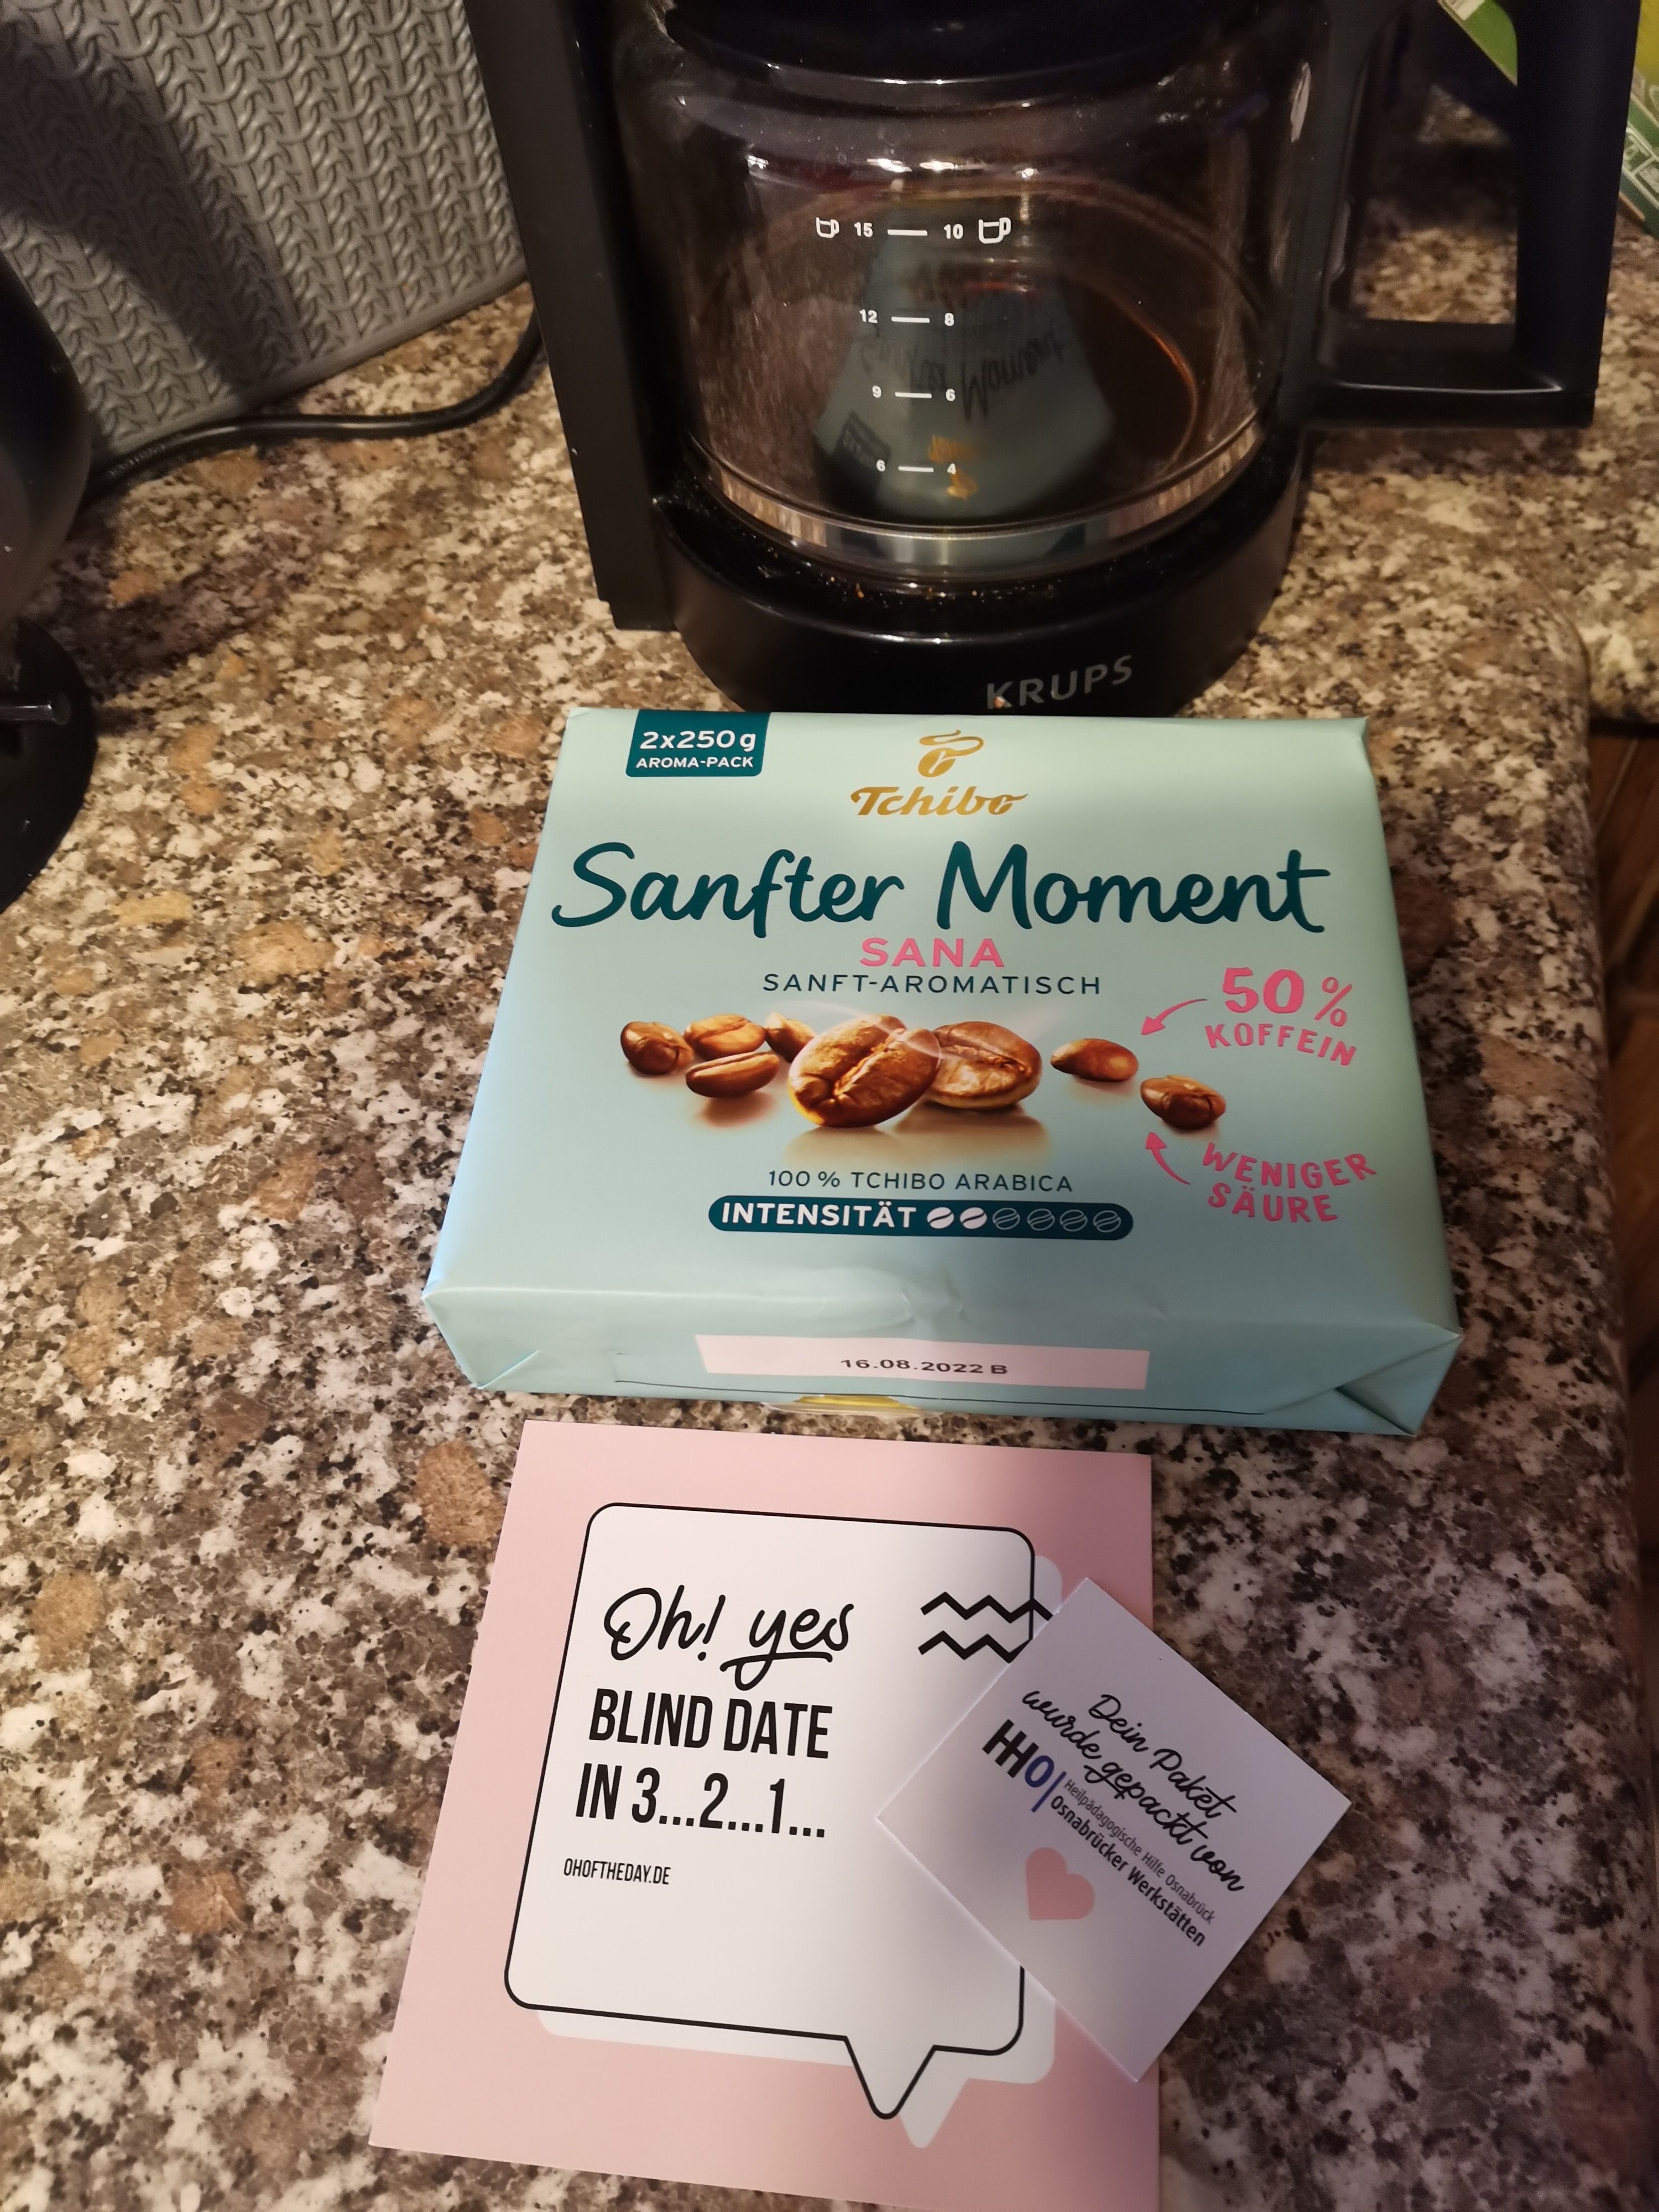 15 10
12 8
9 6
6 4
KRUPS
2x250 g
AROMA-PACK
Tchibo
Sanfter Moment
SANA
SANFT-AROMATISCH
50 %
KOFFEIN
WENIGER
SÄURE
100 % TCHIBO ARABICA
INTENSITÄT
16.08.2022 B
Oh! yes
BLIND DATE
IN 3...2...1...
OHOFTHEDAY.DE
Dein Paket
wurde gepackt von
HHO
Heilpädagogische Hilfe Osnabrück
Osnabrücker Werkstätten